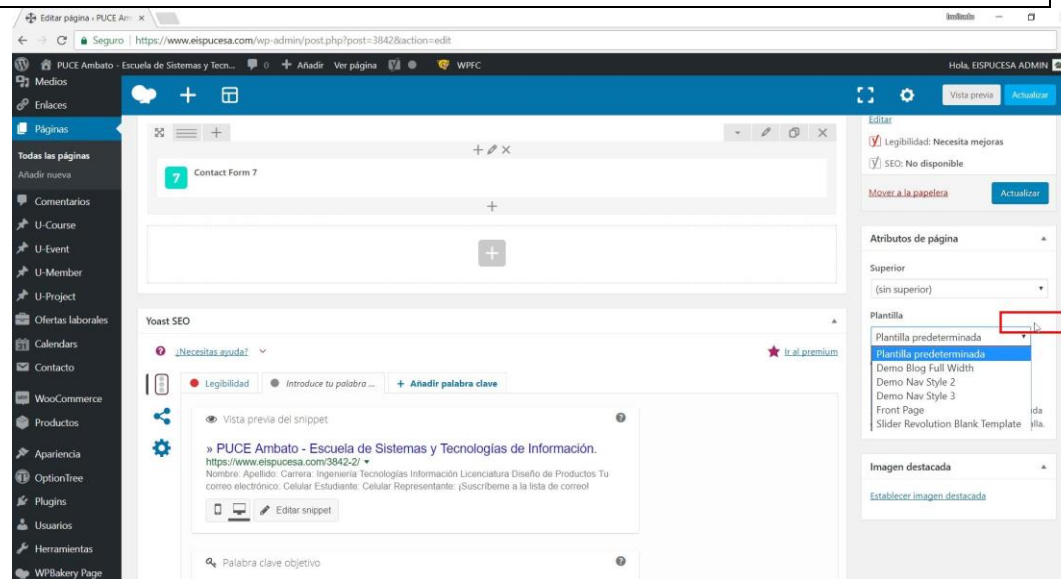 Editar página ‹ PUCE Am
Seguro | https://www.eispucesa.com/wp-admin/post.php?post=3842&action=edit
PUCE Ambato - Escuela de Sistemas y Tecn... 0 + Añadir Ver página WPFC Hola, EISPUCESA ADMIN
Medios
Enlaces
Páginas
Todas las páginas
Añadir nueva
Comentarios
U-Course
U-Event
U-Member
U-Project
Ofertas laborales
Calendars
Contacto
WooCommerce
Productos
Apariencia
OptionTree
Plugins
Usuarios
Herramientas
WPBakery Page
Vista previa Actualizar
7 Contact Form 7
Yoast SEO
¿Necesitas ayuda?
Ir al premium
Legibilidad Introduce tu palabra ... + Añadir palabra clave
Vista previa del snippet
» PUCE Ambato - Escuela de Sistemas y Tecnologías de Información.
https://www.eispucesa.com/3842-2/
Nombre: Apellido: Carrera: Ingeniería Tecnologías Información Licenciatura Diseño de Productos Tu
correo electrónico: Celular Estudiante: Celular Representante: ¡Suscríbeme a la lista de correo!
Editar snippet
Palabra clave objetivo
Editar
Legibilidad: Necesita mejoras
SEO: No disponible
Mover a la papelera Actualizar
Atributos de página
Superior
(sin superior)
Plantilla
Plantilla predeterminada
Plantilla predeterminada
Demo Blog Full Width
Demo Nav Style 2
Demo Nav Style 3
Front Page
Slider Revolution Blank Template
Imagen destacada
Establecer imagen destacada